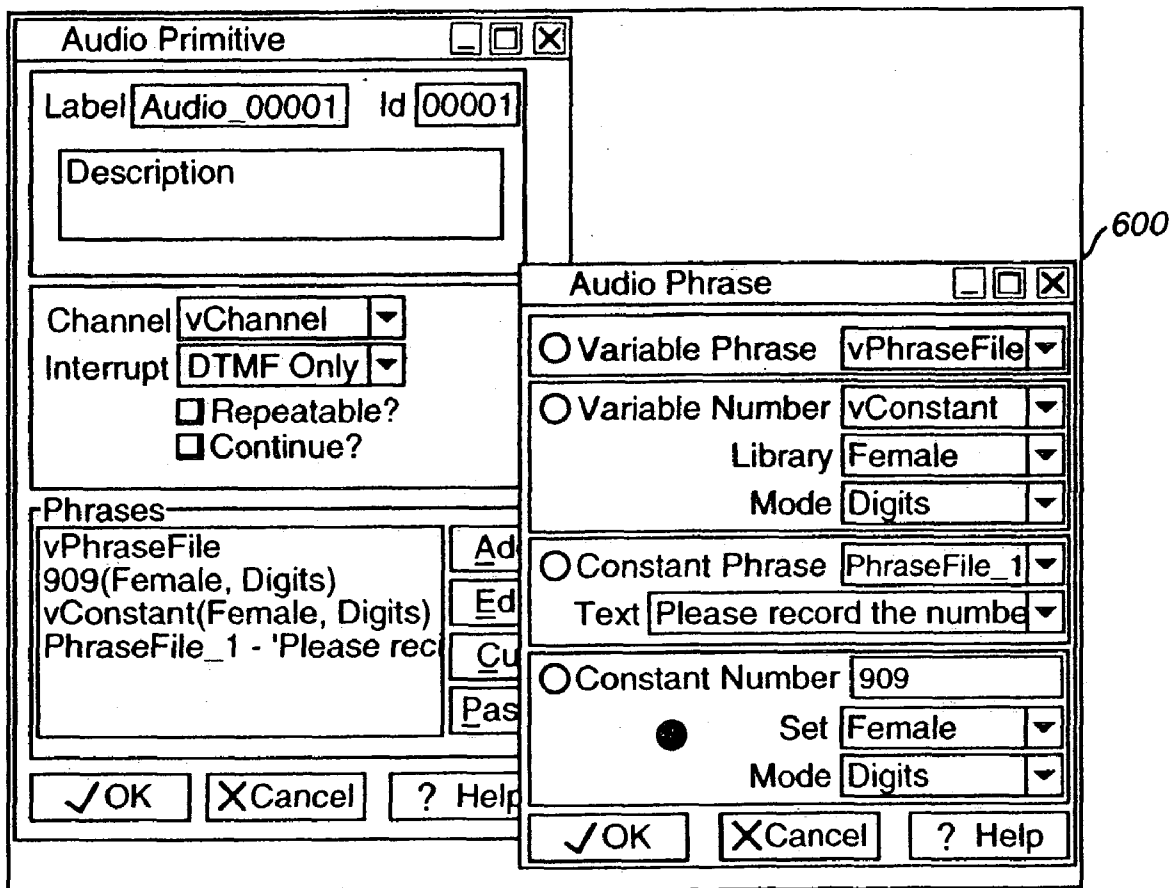 Audio Primitive
Label Audio_00001 Id 00001
Description
Channel vChannel
Interrupt DTMF Only
Repeatable?
Continue?
Phrases
vPhraseFile
909(Female, Digits)
vConstant(Female, Digits)
PhraseFile_1 - 'Please rec
Ad
Ed
Cu
Pas
OK Cancel ? Help
600
Audio Phrase
Variable Phrase vPhraseFile
Variable Number vConstant
Library Female
Mode Digits
Constant Phrase PhraseFile_1
Text Please record the numbe
Constant Number 909
Set Female
Mode Digits
OK Cancel ? Help